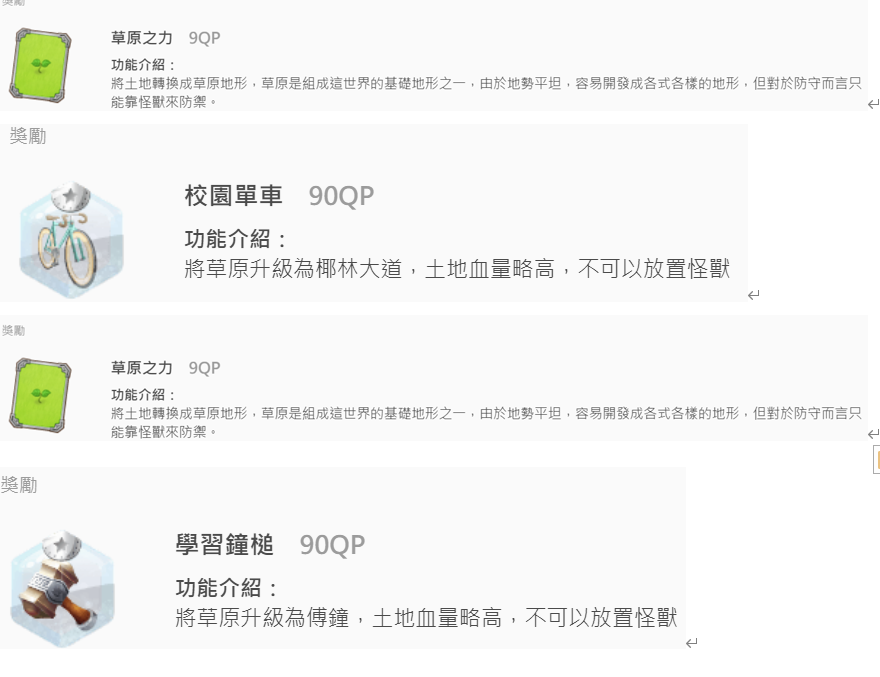 獎勵
草原之力 9QP
功能介紹：
將土地轉換成草原地形，草原是組成這世界的基礎地形之一，由於地勢平坦，容易開發成各式各樣的地形，但對於防守而言只
能靠怪獸來防禦。
獎勵
校園單車 90QP
功能介紹：
將草原升級為椰林大道，土地血量略高，不可以放置怪獸
獎勵
草原之力 9QP
功能介紹：
將土地轉換成草原地形，草原是組成這世界的基礎地形之一，由於地勢平坦，容易開發成各式各樣的地形，但對於防守而言只
能靠怪獸來防禦。
獎勵
學習鐘槌 90QP
功能介紹：
將草原升級為傅鐘，土地血量略高，不可以放置怪獸